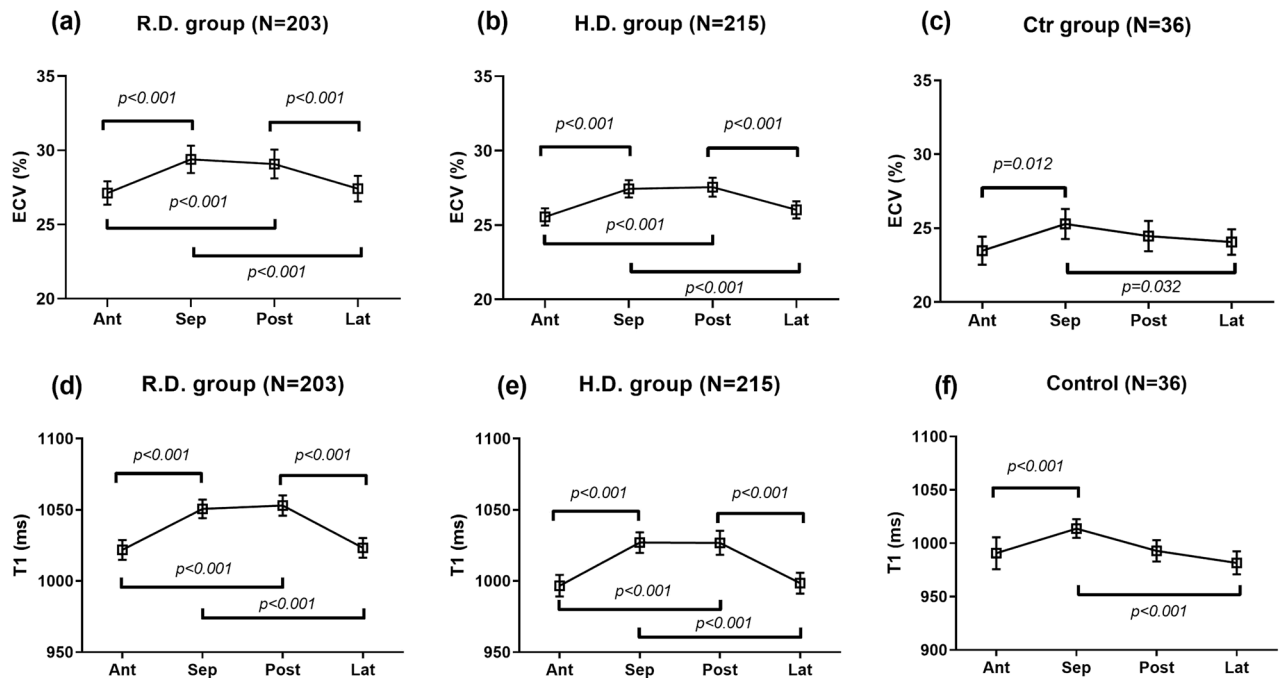 (a) R.D. group (N=203)
35
30
25
20
ECV (%)
p<0.001
p<0.001
p<0.001
p<0.001
Ant Sep Post Lat
(b) H.D. group (N=215)
35
30
25
20
ECV (%)
p<0.001
p<0.001
p<0.001
p<0.001
Ant Sep Post Lat
(c) Ctr group (N=36)
35
30
25
20
ECV (%)
p=0.012
p=0.032
Ant Sep Post Lat
(d) R.D. group (N=203)
1100
1050
1000
950
T1 (ms)
p<0.001
p<0.001
p<0.001
p<0.001
Ant Sep Post Lat
(e) H.D. group (N=215)
1100
1050
1000
950
T1 (ms)
p<0.001
p<0.001
p<0.001
p<0.001
Ant Sep Post Lat
(f) Control (N=36)
1100
1050
1000
950
900
T1 (ms)
p<0.001
p<0.001
Ant Sep Post Lat